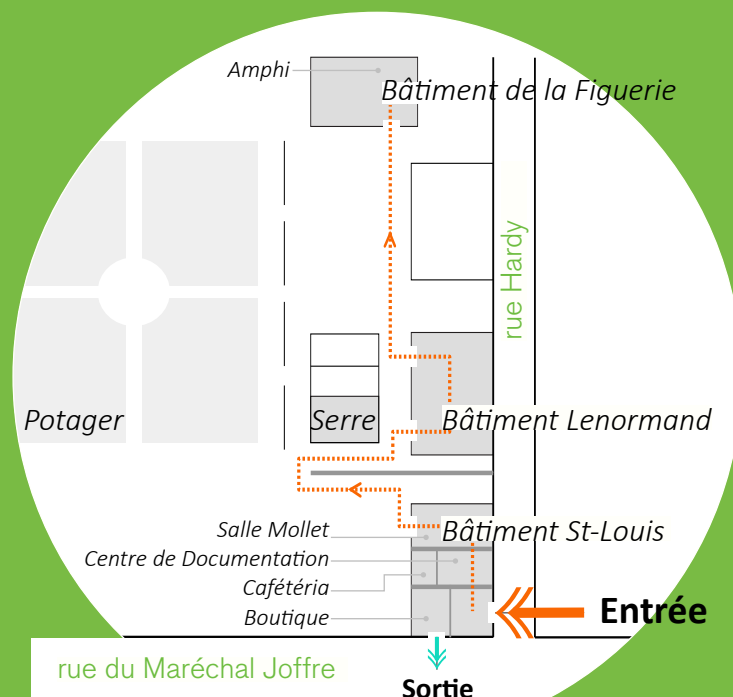 Amphi
Bâtiment de la Figuerie
rue Hardy
Potager
Serre
Bâtiment Lenormand
Salle Mollet
Bâtiment St-Louis
Centre de Documentation
Cafétéria
Boutique
Entrée
rue du Maréchal Joffre
Sortie